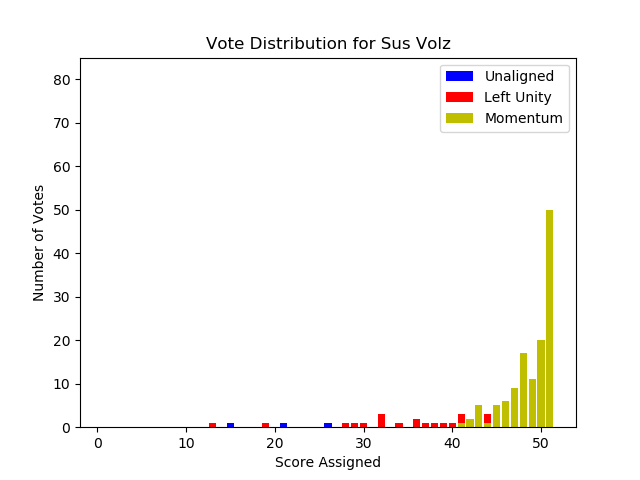 Vote Distribution for Sus Volz
Unaligned
Left Unity
Momentum
Number of Votes
80
70
60
50
40
30
20
10
0
0 10 20 30 40 50
Score Assigned